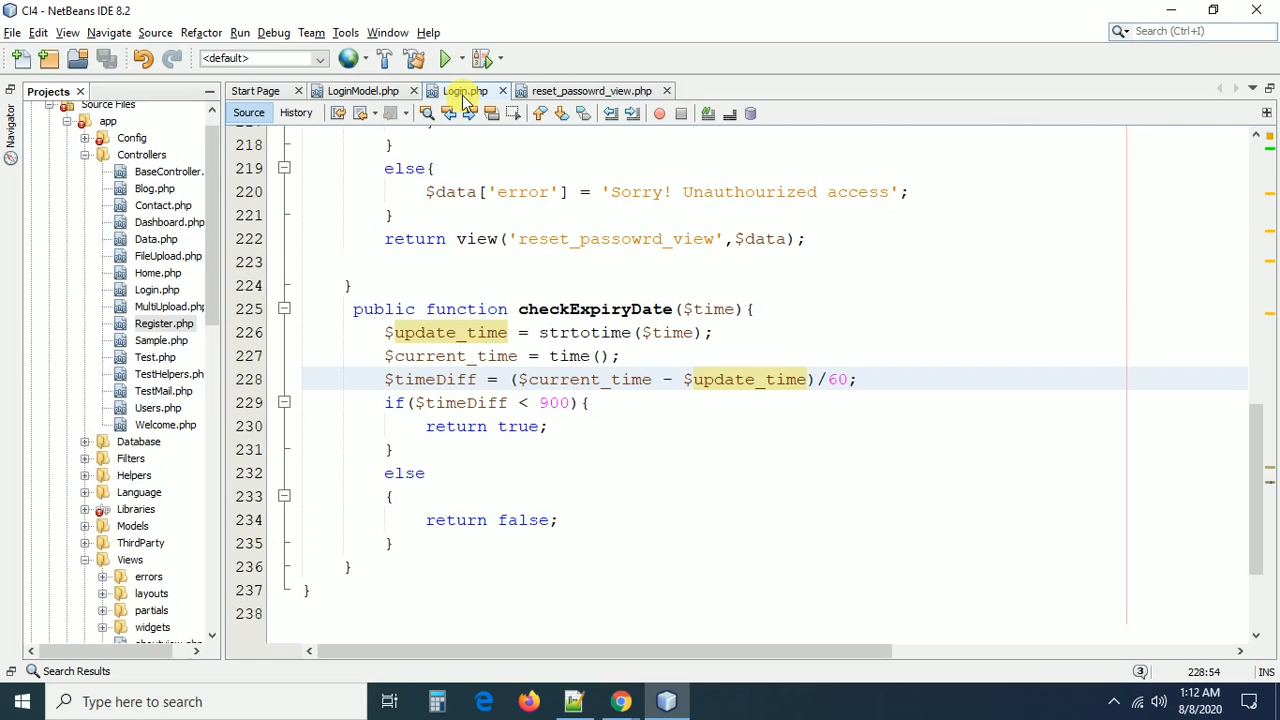 CI4 - NetBeans IDE 8.2
File Edit View Navigate Source Refactor Run Debug Team Tools Window Help
Search (Ctrl+I)
<default>
Projects
Start Page
LoginModel.php
Login.php
reset_passowrd_view.php
Source History
Navigator
Source Files
app
Config
Controllers
BaseController.
Blog.php
Contact.php
Dashboard.php
Data.php
FileUpload.php
Home.php
Login.php
MultiUpload.php
Register.php
Sample.php
Test.php
TestHelpers.php
TestMail.php
Users.php
Welcome.php
Database
Filters
Helpers
Language
Libraries
Models
ThirdParty
Views
errors
layouts
partials
widgets
218 }
219 else{
220 $data['error'] = 'Sorry! Unauthourized access';
221 }
222 return view('reset_passowrd_view',$data);
223
224 }
225 public function checkExpiryDate($time){
226 $update_time = strtotime($time);
227 $current_time = time();
228 $timeDiff = ($current_time - $update_time)/60;
229 if($timeDiff < 900){
230 return true;
231 }
232 else
233 {
234 return false;
235 }
236 }
237 }
238
Search Results
3
228:54
INS
Type here to search
1:12 AM
8/8/2020